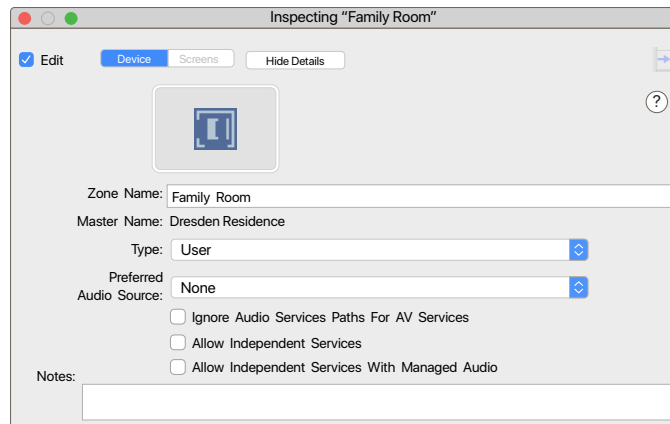 Inspecting “Family Room”
Edit Device Screens Hide Details
?
Zone Name: Family Room
Master Name: Dresden Residence
Type: User
Preferred
Audio Source: None
Ignore Audio Services Paths For AV Services
Allow Independent Services
Allow Independent Services With Managed Audio
Notes: